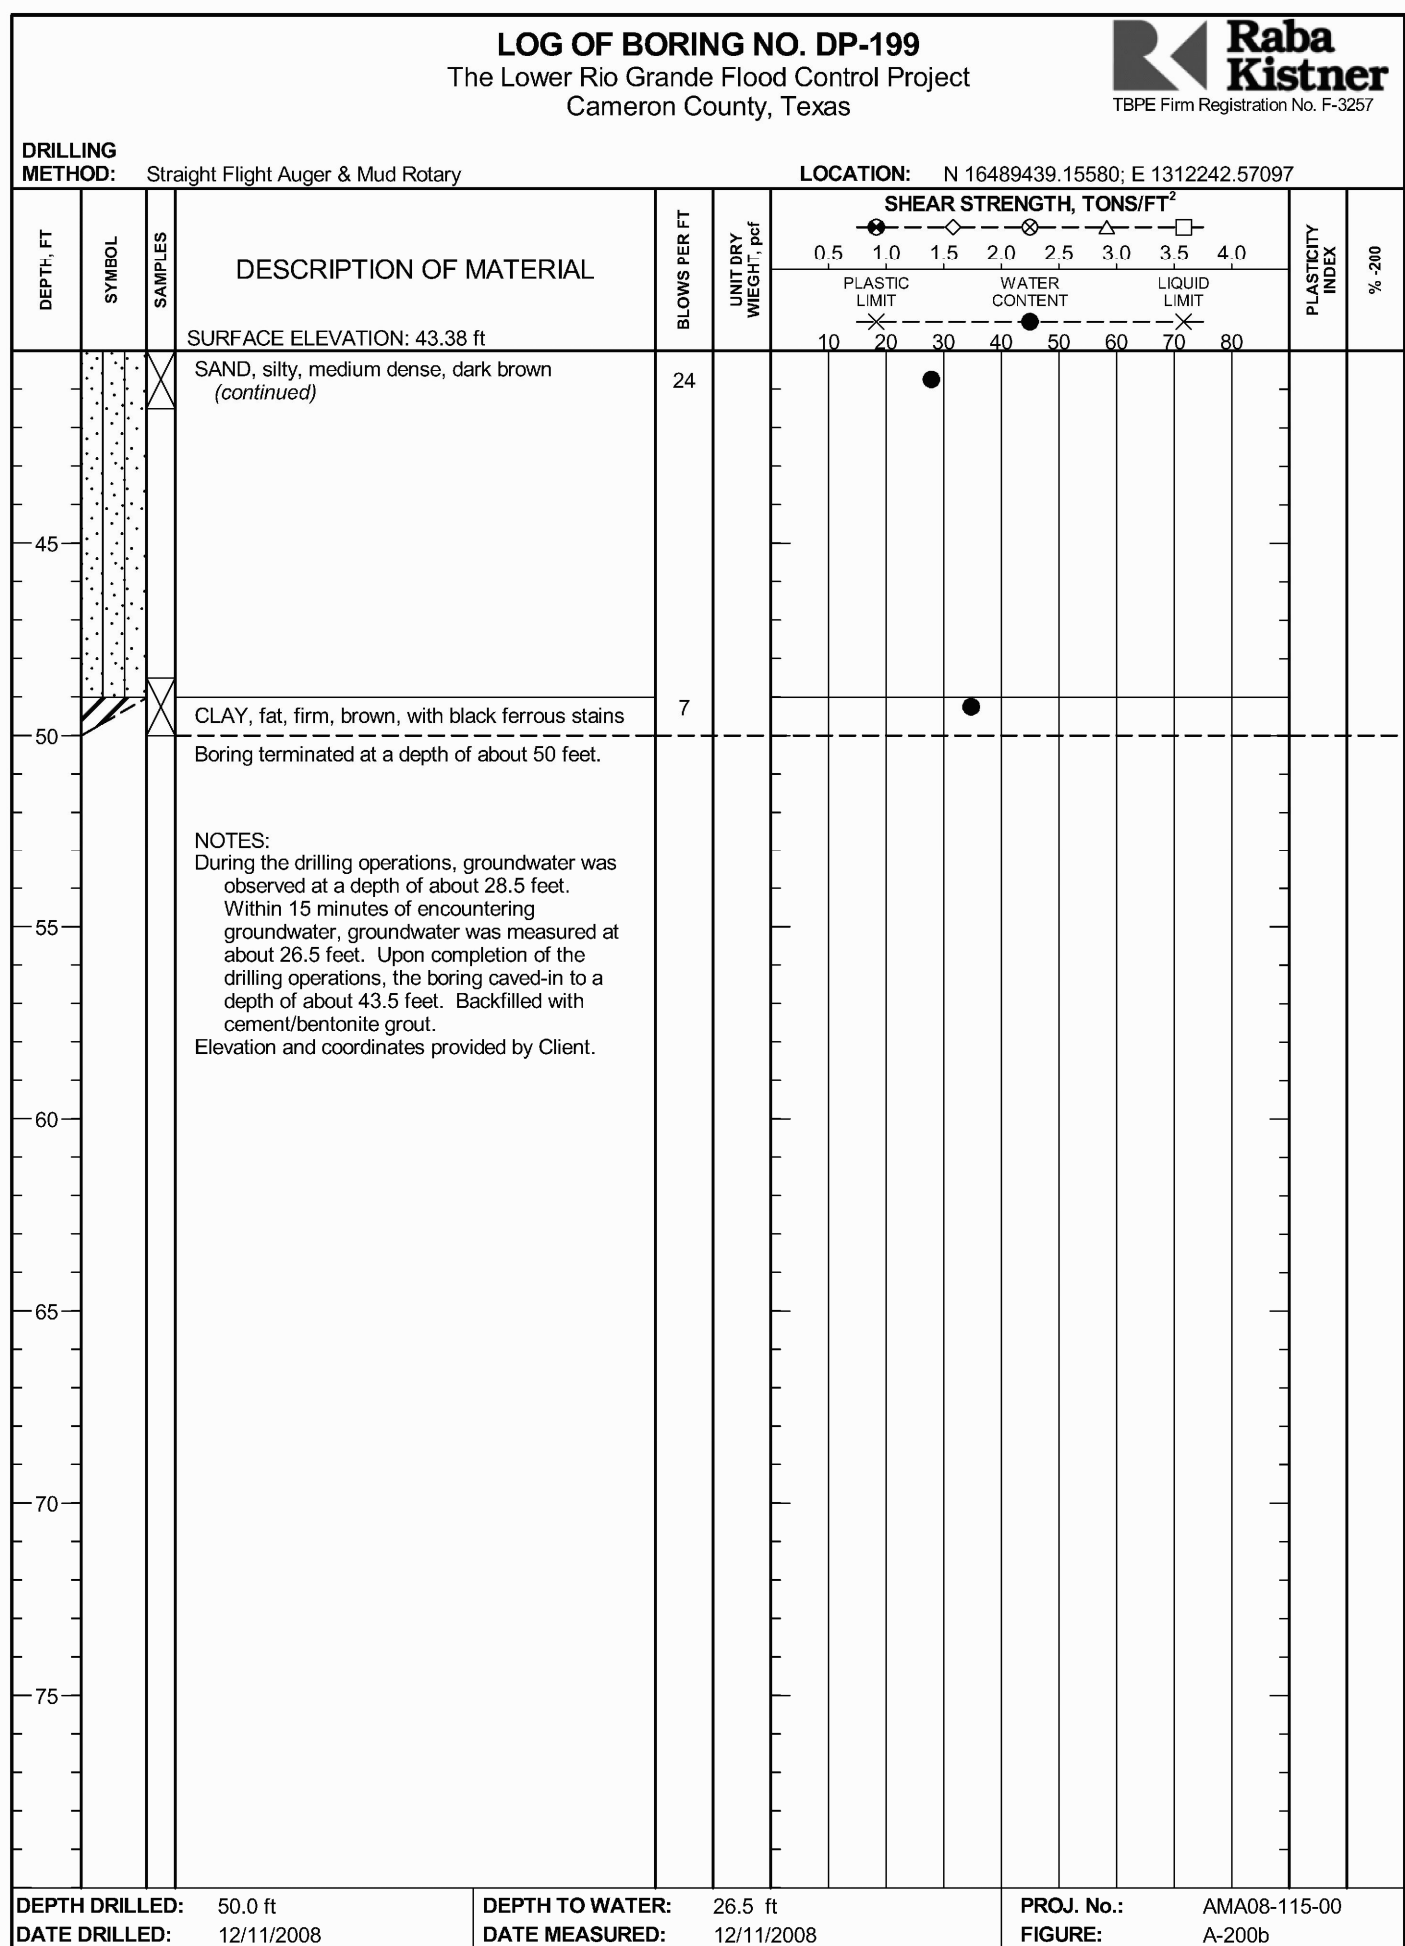 LOG OF BORING NO. DP-199
The Lower Rio Grande Flood Control Project
Cameron County, Texas
Raba
Kistner
TBPE Firm Registration No. F-3257
DRILLING
METHOD: Straight Flight Auger & Mud Rotary
LOCATION: N 16489439.15580; E 1312242.57097
DEPTH, FT
SYMBOL
SAMPLES
DESCRIPTION OF MATERIAL
SURFACE ELEVATION: 43.38 ft
BLOWS PER FT
UNIT DRY
WIEGHT, pcf
SHEAR STRENGTH, TONS/FT²
0.5 1.0 1.5 2.0 2.5 3.0 3.5 4.0
PLASTIC
LIMIT
WATER
CONTENT
LIQUID
LIMIT
10 20 30 40 50 60 70 80
PLASTICITY
INDEX
% -200
SAND, silty, medium dense, dark brown
(continued)
24
45
CLAY, fat, firm, brown, with black ferrous stains
7
50
Boring terminated at a depth of about 50 feet.
NOTES:
During the drilling operations, groundwater was
observed at a depth of about 28.5 feet.
Within 15 minutes of encountering
groundwater, groundwater was measured at
about 26.5 feet. Upon completion of the
drilling operations, the boring caved-in to a
depth of about 43.5 feet. Backfilled with
cement/bentonite grout.
Elevation and coordinates provided by Client.
55
60
65
70
75
DEPTH DRILLED: 50.0 ft
DATE DRILLED: 12/11/2008
DEPTH TO WATER: 26.5 ft
DATE MEASURED: 12/11/2008
PROJ. No.: AMA08-115-00
FIGURE: A-200b